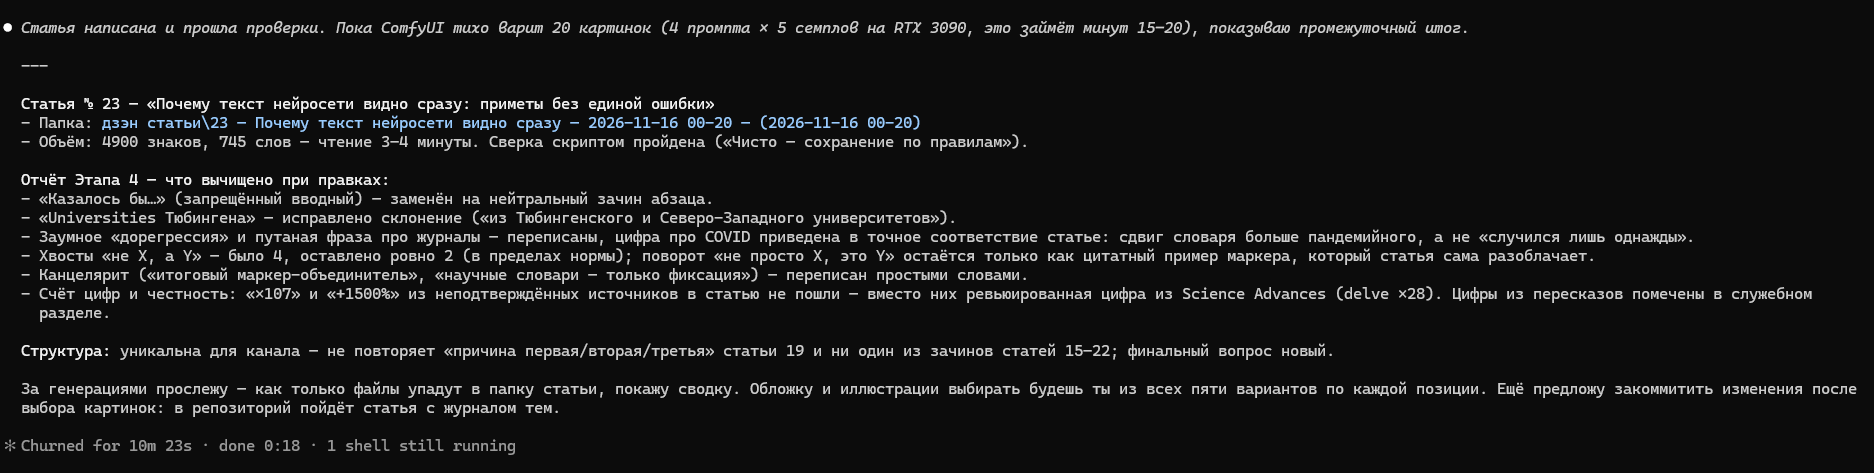 ● Статья написана и прошла проверки. Пока ComfyUI тихо варит 20 картинок (4 промпта × 5 семплов на RTX 3090, это займёт минут 15–20), показываю промежуточный итог.
———
Статья № 23 — «Почему текст нейросети видно сразу: приметы без единой ошибки»
- Папка: дзэн статьи\23 — Почему текст нейросети видно сразу — 2026-11-16 00-20 — (2026-11-16 00-20)
- Объём: 4900 знаков, 745 слов — чтение 3–4 минуты. Сверка скриптом пройдена («Чисто — сохранение по правилам»).
Отчёт Этапа 4 — что вычищено при правках:
- «Казалось бы…» (запрещённый вводный) — заменён на нейтральный зачин абзаца.
- «Universities Тюбингена» — исправлено склонение («из Тюбингенского и Северо-Западного университетов»).
- Заумное «дорегрессия» и путаная фраза про журналы — переписаны, цифра про COVID приведена в точное соответствие статье: сдвиг словаря больше пандемийного, а не «случился лишь однажды».
- Хвосты «не X, а Y» — было 4, оставлено ровно 2 (в пределах нормы); поворот «не просто X, это Y» остаётся только как цитатный пример маркера, который статья сама разоблачает.
- Канцелярит («итоговый маркер-объединитель», «научные словари — только фиксация») — переписан простыми словами.
- Счёт цифр и честность: «×107» и «+1500%» из неподтверждённых источников в статью не пошли — вместо них ревьюированная цифра из Science Advances (delve ×28). Цифры из пересказов помечены в служебном
разделе.
Структура: уникальна для канала — не повторяет «причина первая/вторая/третья» статьи 19 и ни один из зачинов статей 15–22; финальный вопрос новый.
За генерациями прослежу — как только файлы упадут в папку статьи, покажу сводку. Обложку и иллюстрации выбирать будешь ты из всех пяти вариантов по каждой позиции. Ещё предложу закоммитить изменения после
выбора картинок: в репозиторий пойдёт статья с журналом тем.
✻ Churned for 10m 23s · done 0:18 · 1 shell still running